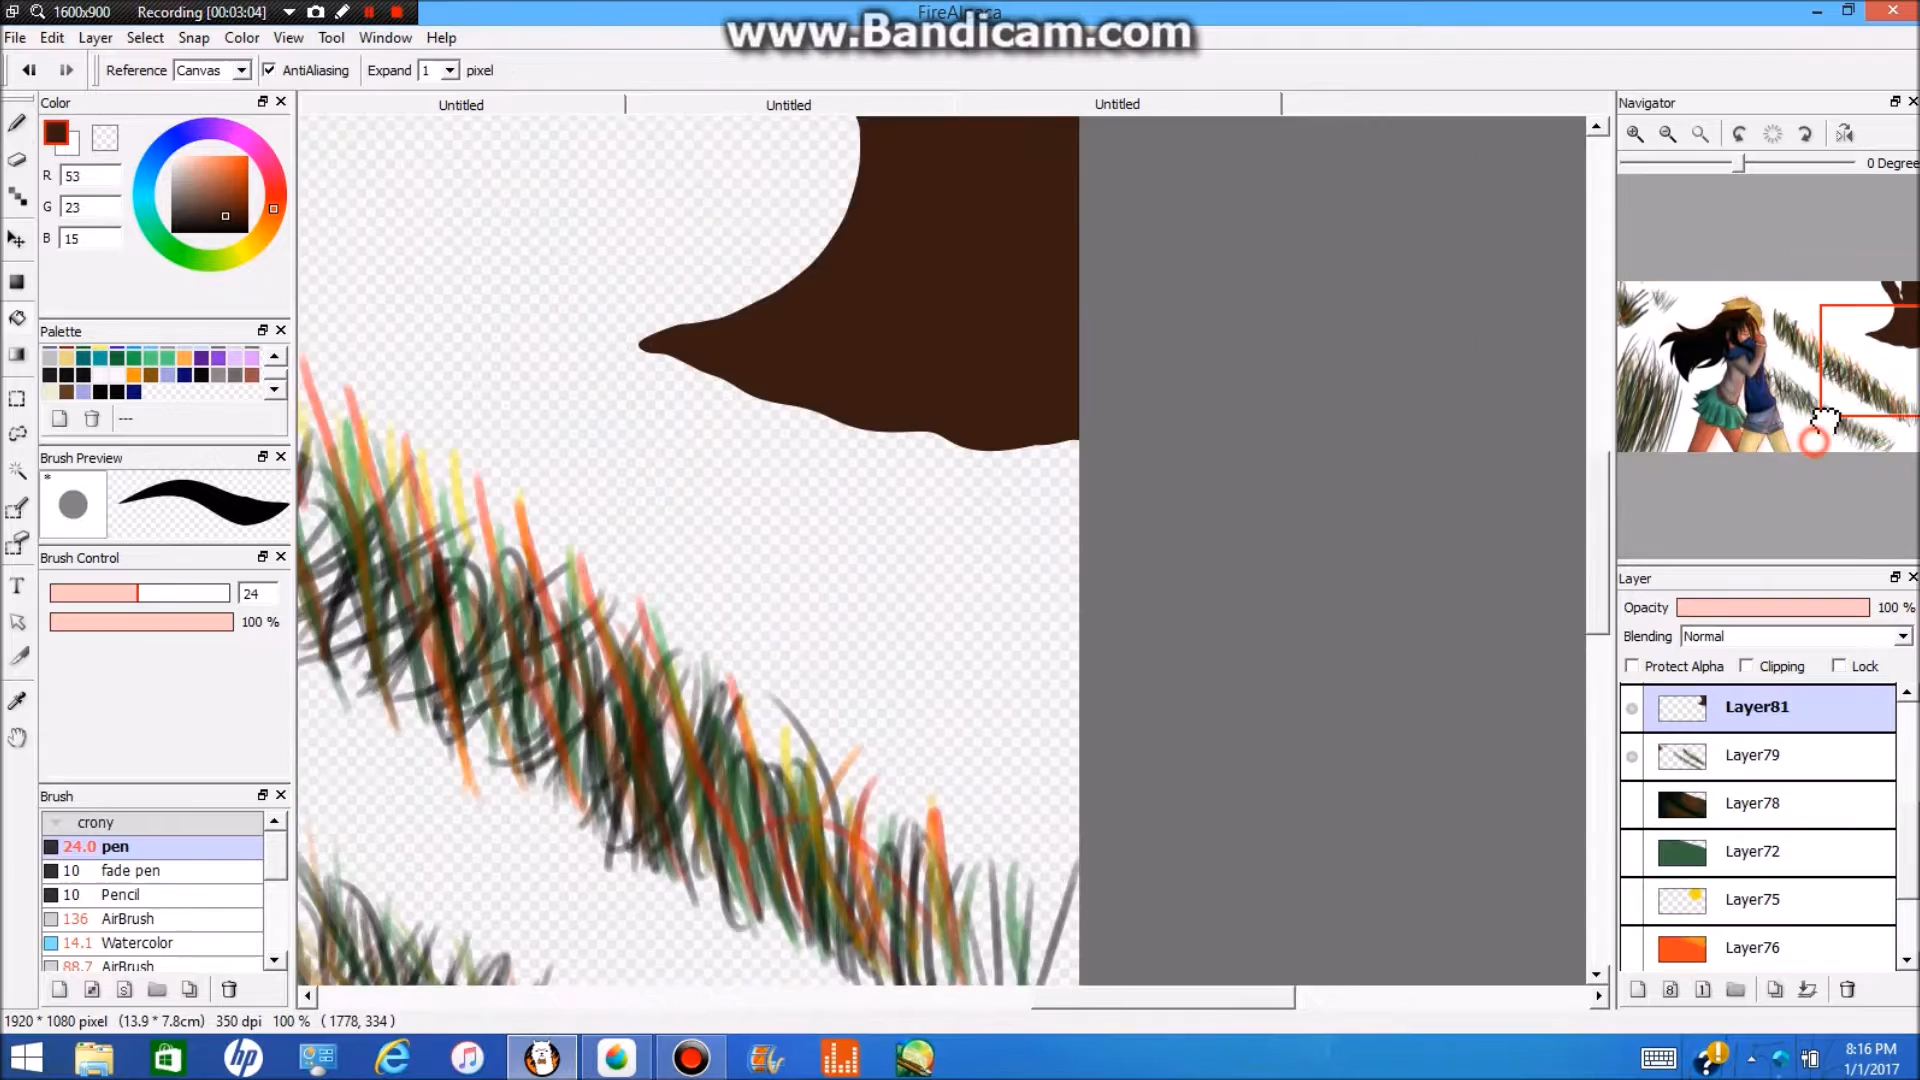 1600x900 Recording [00:03:04]
FireAlpaca
www.Bandicam.com
File Edit Layer Select Snap Color View Tool Window Help
Reference Canvas AntiAliasing Expand 1 pixel
Color
Untitled Untitled Untitled
Navigator
R 53
G 23
B 15
0 Degree
Palette
---
Brush Preview
*
Brush Control
24
100 %
Layer
Opacity 100 %
Blending Normal
Protect Alpha Clipping Lock
Layer81
Layer79
Layer78
Layer72
Layer75
Layer76
Brush
crony
24.0 pen
10 fade pen
10 Pencil
136 AirBrush
14.1 Watercolor
88.7 AirBrush
1920 * 1080 pixel (13.9 * 7.8cm) 350 dpi 100 % ( 1778, 334 )
8:16 PM
1/1/2017